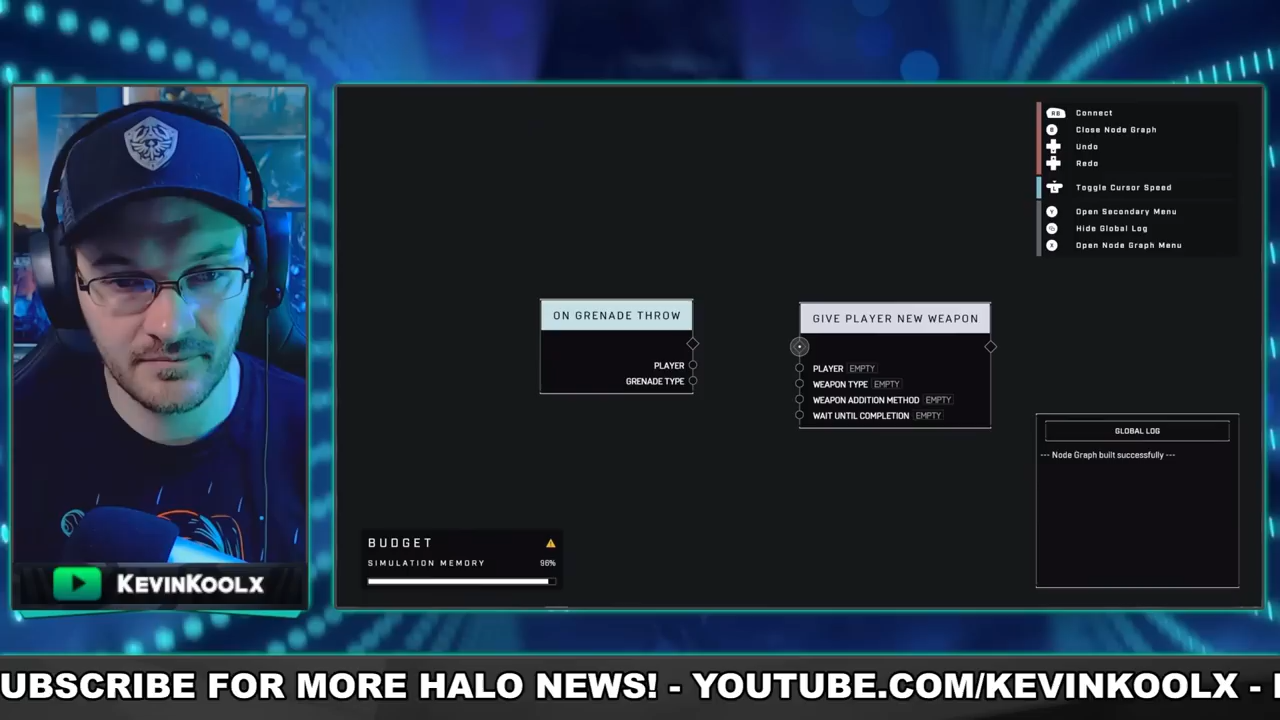 RB Connect
B Close Node Graph
Undo
Redo
L Toggle Cursor Speed
Y Open Secondary Menu
Hide Global Log
X Open Node Graph Menu
ON GRENADE THROW
PLAYER
GRENADE TYPE
GIVE PLAYER NEW WEAPON
PLAYER EMPTY
WEAPON TYPE EMPTY
WEAPON ADDITION METHOD EMPTY
WAIT UNTIL COMPLETION EMPTY
GLOBAL LOG
--- Node Graph built successfully ---
BUDGET
SIMULATION MEMORY 96%
KEVINKOOLX
UBSCRIBE FOR MORE HALO NEWS! - YOUTUBE.COM/KEVINKOOLX -